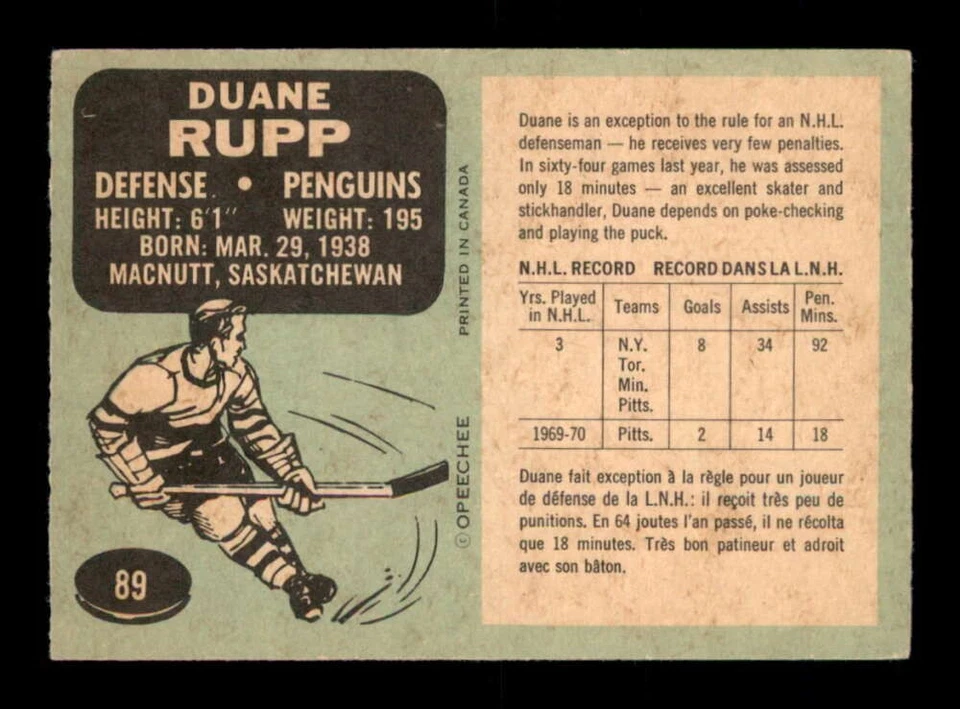 DUANE
RUPP
DEFENSE. • PENGUINS
HEIGHT: 6'1" WEIGHT: 195
BORN: MAR. 29, 1938
MACNUTT, SASKATCHEWAN
89
©OPEECHEE PRINTED IN CANADA
Duane is an exception to the rule for an N.H.L.
defenseman — he receives very few penalties.
In sixty-four games last year, he was assessed
only 18 minutes — an excellent skater and
stickhandler, Duane depends on poke-checking
and playing the puck.
N.H.L. RECORD RECORD DANS LA L.N.H.
Yrs. Played Teams Goals Assists Pen.
in N.H.L. Mins.
3 N.Y. 8 34 92
Tor.
Min.
Pitts.
1969-70 Pitts. 2 14 18
Duane fait exception à la règle pour un joueur
de défense de la L.N.H.: il reçoit très peu de
punitions. En 64 joutes l'an passé, il ne récolta
que 18 minutes. Très bon patineur et adroit
avec son bâton.